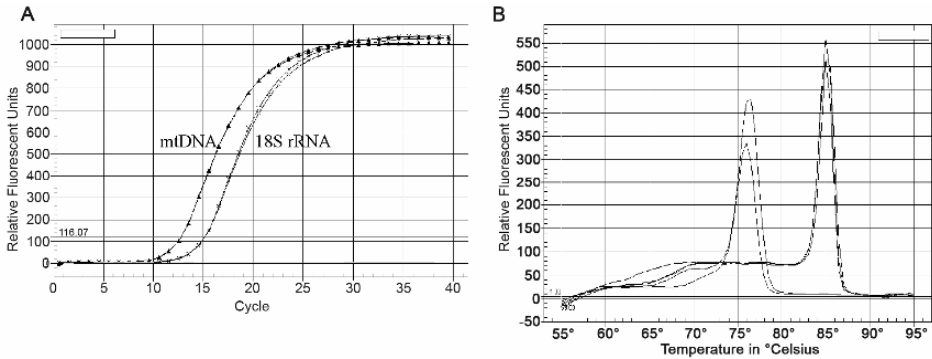 A
Relative Fluorescent Units
1000
900
800
700
600
500
400
300
200
100
0
116.07
mtDNA
18S rRNA
0 5 10 15 20 25 30 35 40
Cycle
B
Relative Fluorescent Units
550
500
450
400
350
300
250
200
150
100
50
0
-50
55° 60° 65° 70° 75° 80° 85° 90° 95°
Temperature in °Celsius